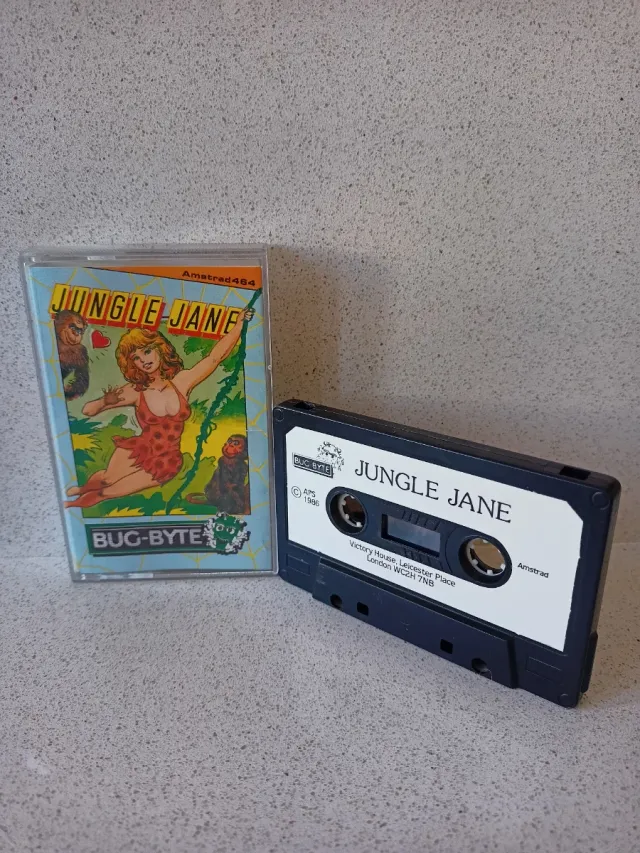 Amstrad464
JUNGLE JANE
BUG-BYTE
BUG-BYTE
JUNGLE JANE
© APS
1986
Victory House, Leicester Place
London WC2H 7NB
Amstrad